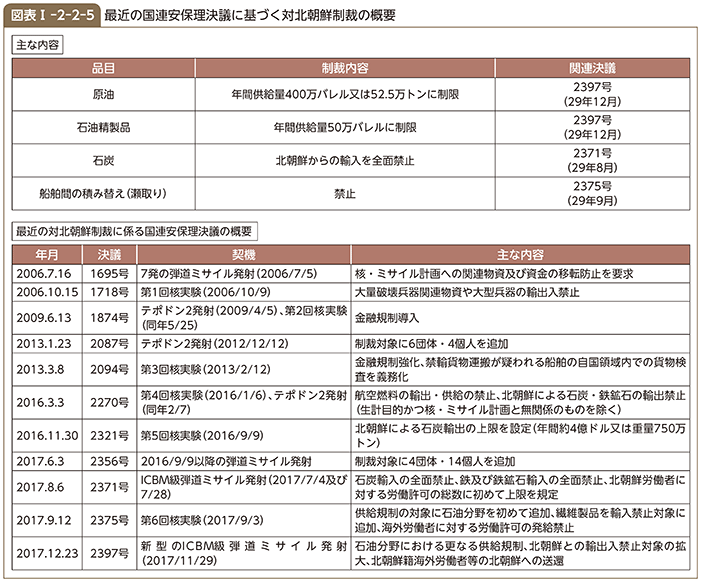 図表Ⅰ-2-2-5 最近の国連安保理決議に基づく対北朝鮮制裁の概要
主な内容
品目 制裁内容 関連決議
原油 年間供給量400万バレル又は52.5万トンに制限 2397号
(29年12月)
石油精製品 年間供給量50万バレルに制限 2397号
(29年12月)
石炭 北朝鮮からの輸入を全面禁止 2371号
(29年8月)
船舶間の積み替え(瀬取り) 禁止 2375号
(29年9月)
最近の対北朝鮮制裁に係る国連安保理決議の概要
年月 決議 契機 主な内容
2006.7.16 1695号 7発の弾道ミサイル発射(2006/7/5) 核・ミサイル計画への関連物資及び資金の移転防止を要求
2006.10.15 1718号 第1回核実験(2006/10/9) 大量破壊兵器関連物資や大型兵器の輸出入禁止
2009.6.13 1874号 テポドン2発射(2009/4/5)、第2回核実験
(同年5/25)
金融規制導入
2013.1.23 2087号 テポドン2発射(2012/12/12) 制裁対象に6団体・4個人を追加
2013.3.8 2094号 第3回核実験(2013/2/12) 金融規制強化、禁輸貨物運搬が疑われる船舶の自国領域内での貨物検
査を義務化
2016.3.3 2270号 第4回核実験(2016/1/6)、テポドン2発射
(同年2/7)
航空燃料の輸出・供給の禁止、北朝鮮による石炭・鉄鉱石の輸出禁止
(生計目的かつ核・ミサイル計画と無関係のものを除く)
2016.11.30 2321号 第5回核実験(2016/9/9) 北朝鮮による石炭輸出の上限を設定(年間約4億ドル又は重量750万
トン)
2017.6.3 2356号 2016/9/9以降の弾道ミサイル発射 制裁対象に4団体・14個人を追加
2017.8.6 2371号 ICBM級弾道ミサイル発射(2017/7/4及び
7/28)
石炭輸入の全面禁止、鉄及び鉄鉱石輸入の全面禁止、北朝鮮労働者に
対する労働許可の総数に初めて上限を規定
2017.9.12 2375号 第6回核実験(2017/9/3) 供給規制の対象に石油分野を初めて追加、繊維製品を輸入禁止対象に
追加、海外労働者に対する労働許可の発給禁止
2017.12.23 2397号 新型のICBM級弾道ミサイル発射
(2017/11/29)
石油分野における更なる供給規制、北朝鮮との輸出入禁止対象の拡
大、北朝鮮籍海外労働者等の北朝鮮への送還